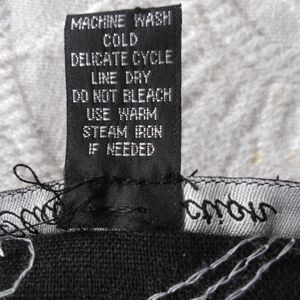 MACHINE WASH
COLD
DELICATE CYCLE
LINE DRY
DO NOT BLEACH
USE WARM
STEAM IRON
IF NEEDED